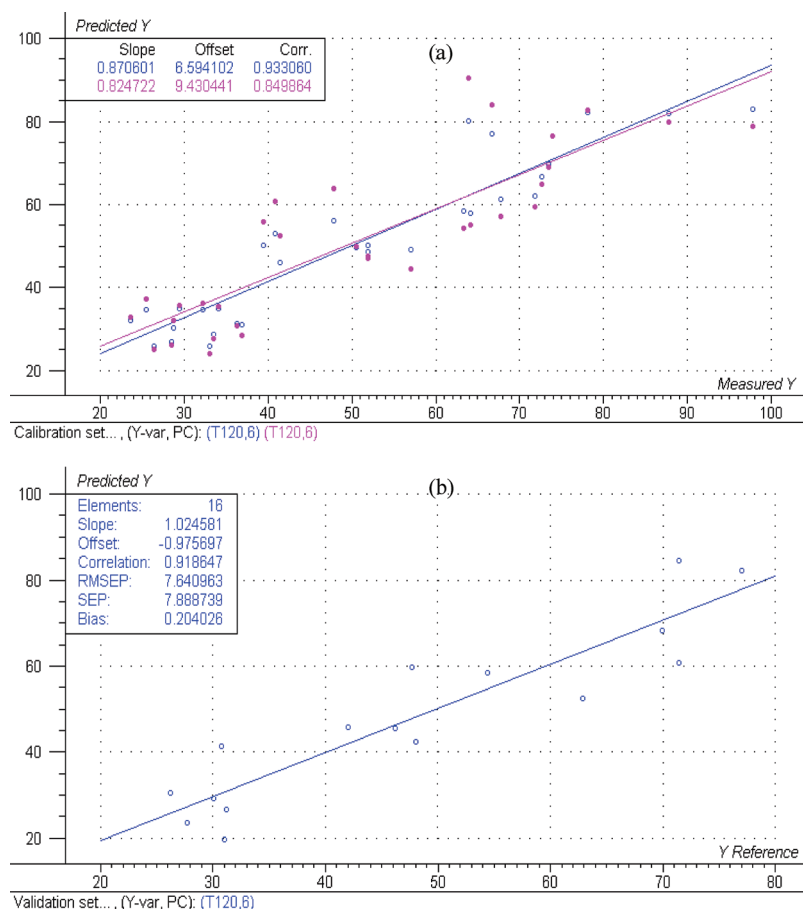 Predicted Y
(a)
Slope Offset Corr.
0.870601 6.594102 0.933060
0.824722 9.430441 0.849864
100
80
60
40
20
Measured Y
20 30 40 50 60 70 80 90 100
Calibration set... , (Y-var, PC): (T120,6) (T120,6)
Predicted Y
(b)
Elements: 16
Slope: 1.024581
Offset: -0.975697
Correlation: 0.918647
RMSEP: 7.640963
SEP: 7.888739
Bias: 0.204026
100
80
60
40
20
Y Reference
20 30 40 50 60 70 80
Validation set... , (Y-var, PC): (T120,6)